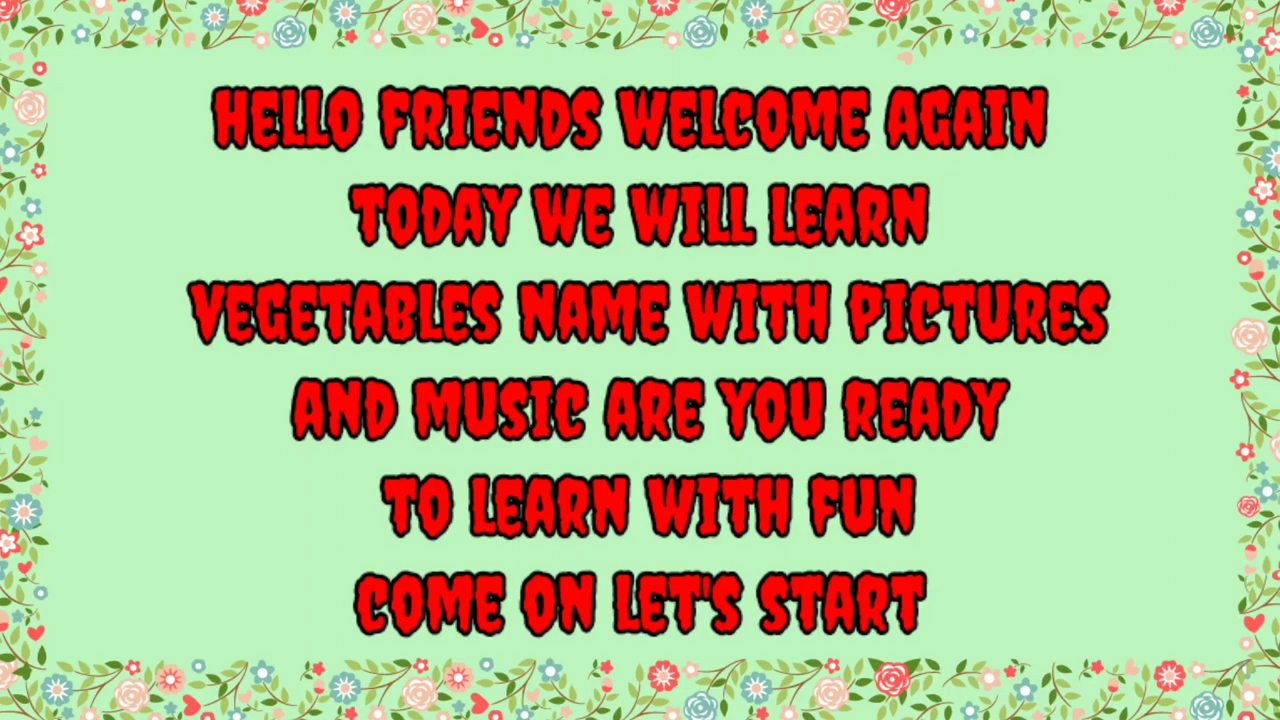 HELLO FRIENDS WELCOME AGAIN
TODAY WE WILL LEARN
VEGETABLES NAME WITH PICTURES
AND MUSIC ARE YOU READY
TO LEARN WITH FUN
COME ON LET'S START